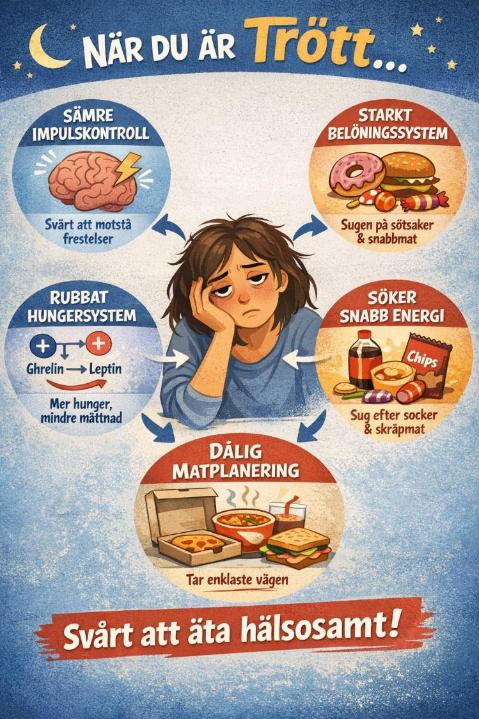 NÄR DU ÄR Trött...
SÄMRE
IMPULSKONTROLL
Svårt att motstå
frestelser
STARKT
BELÖNINGSSYSTEM
Sugen på sötsaker
& snabbmat
RUBBAT
HUNGERSYSTEM
Ghrelin → Leptin
Mer hunger,
mindre mättnad
SÖKER
SNABB ENERGI
Chips
Sug efter socker
& skräpmat
DÅLIG
MATPLANERING
Tar enklaste vägen
Svårt att äta hälsosamt!